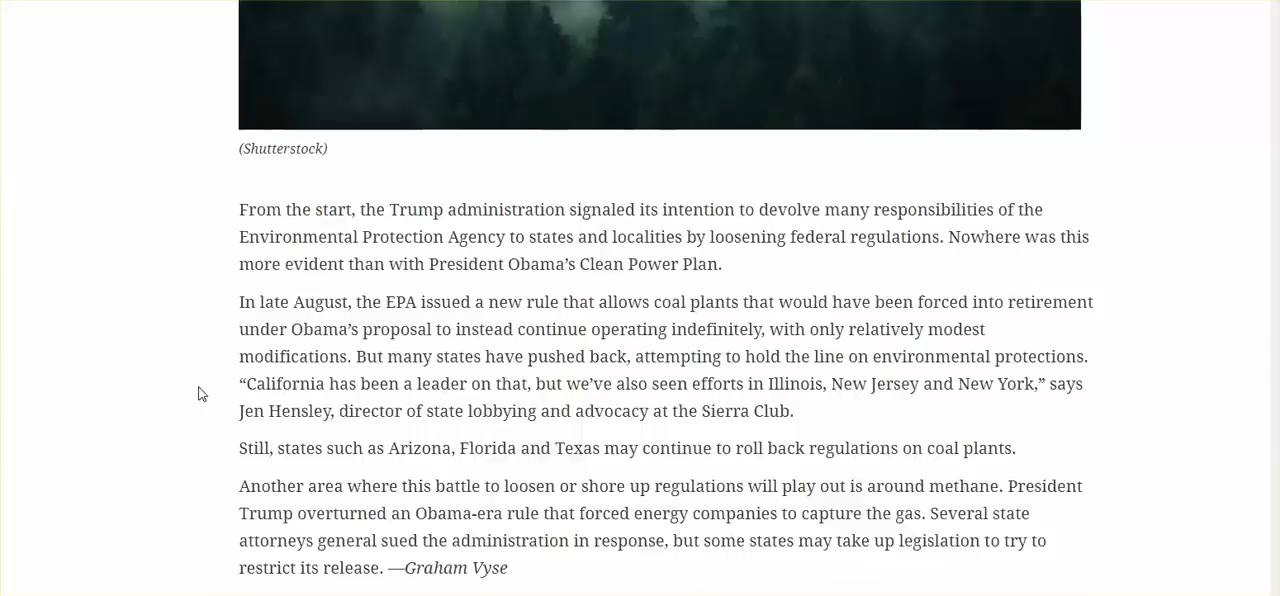 (Shutterstock)
From the start, the Trump administration signaled its intention to devolve many responsibilities of the
Environmental Protection Agency to states and localities by loosening federal regulations. Nowhere was this
more evident than with President Obama’s Clean Power Plan.
In late August, the EPA issued a new rule that allows coal plants that would have been forced into retirement
under Obama’s proposal to instead continue operating indefinitely, with only relatively modest
modifications. But many states have pushed back, attempting to hold the line on environmental protections.
“California has been a leader on that, but we’ve also seen efforts in Illinois, New Jersey and New York,” says
Jen Hensley, director of state lobbying and advocacy at the Sierra Club.
Still, states such as Arizona, Florida and Texas may continue to roll back regulations on coal plants.
Another area where this battle to loosen or shore up regulations will play out is around methane. President
Trump overturned an Obama-era rule that forced energy companies to capture the gas. Several state
attorneys general sued the administration in response, but some states may take up legislation to try to
restrict its release. —Graham Vyse